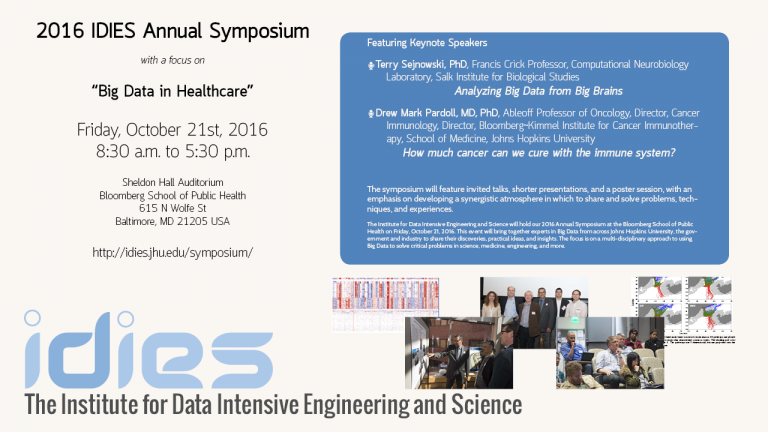 2016 IDIES Annual Symposium
with a focus on
“Big Data in Healthcare”
Friday, October 21st, 2016
8:30 a.m. to 5:30 p.m.
Sheldon Hall Auditorium
Bloomberg School of Public Health
615 N Wolfe St
Baltimore, MD 21205 USA
http://idies.jhu.edu/symposium/
Featuring Keynote Speakers
Terry Sejnowski, PhD, Francis Crick Professor, Computational Neurobiology
Laboratory, Salk Institute for Biological Studies
Analyzing Big Data from Big Brains
Drew Mark Pardoll, MD, PhD, Ableoff Professor of Oncology, Director, Cancer
Immunology, Director, Bloomberg~Kimmel Institute for Cancer Immunother-
apy, School of Medicine, Johns Hopkins University
How much cancer can we cure with the immune system?
The symposium will feature invited talks, shorter presentations, and a poster session, with an
emphasis on developing a synergistic atmosphere in which to share and solve problems, tech-
niques, and experiences.
The Institute for Data Intensive Engineering and Science will hold our 2016 Annual Symposium at the Bloomberg School of Public
Health on Friday, October 21, 2016. This event will bring together experts in Big Data from across Johns Hopkins University, the gov-
ernment and industry to share their discoveries, practical ideas, and insights. The focus is on a multi-disciplinary approach to using
Big Data to solve critical problems in science, medicine, engineering, and more.
idies
The Institute for Data Intensive Engineering and Science